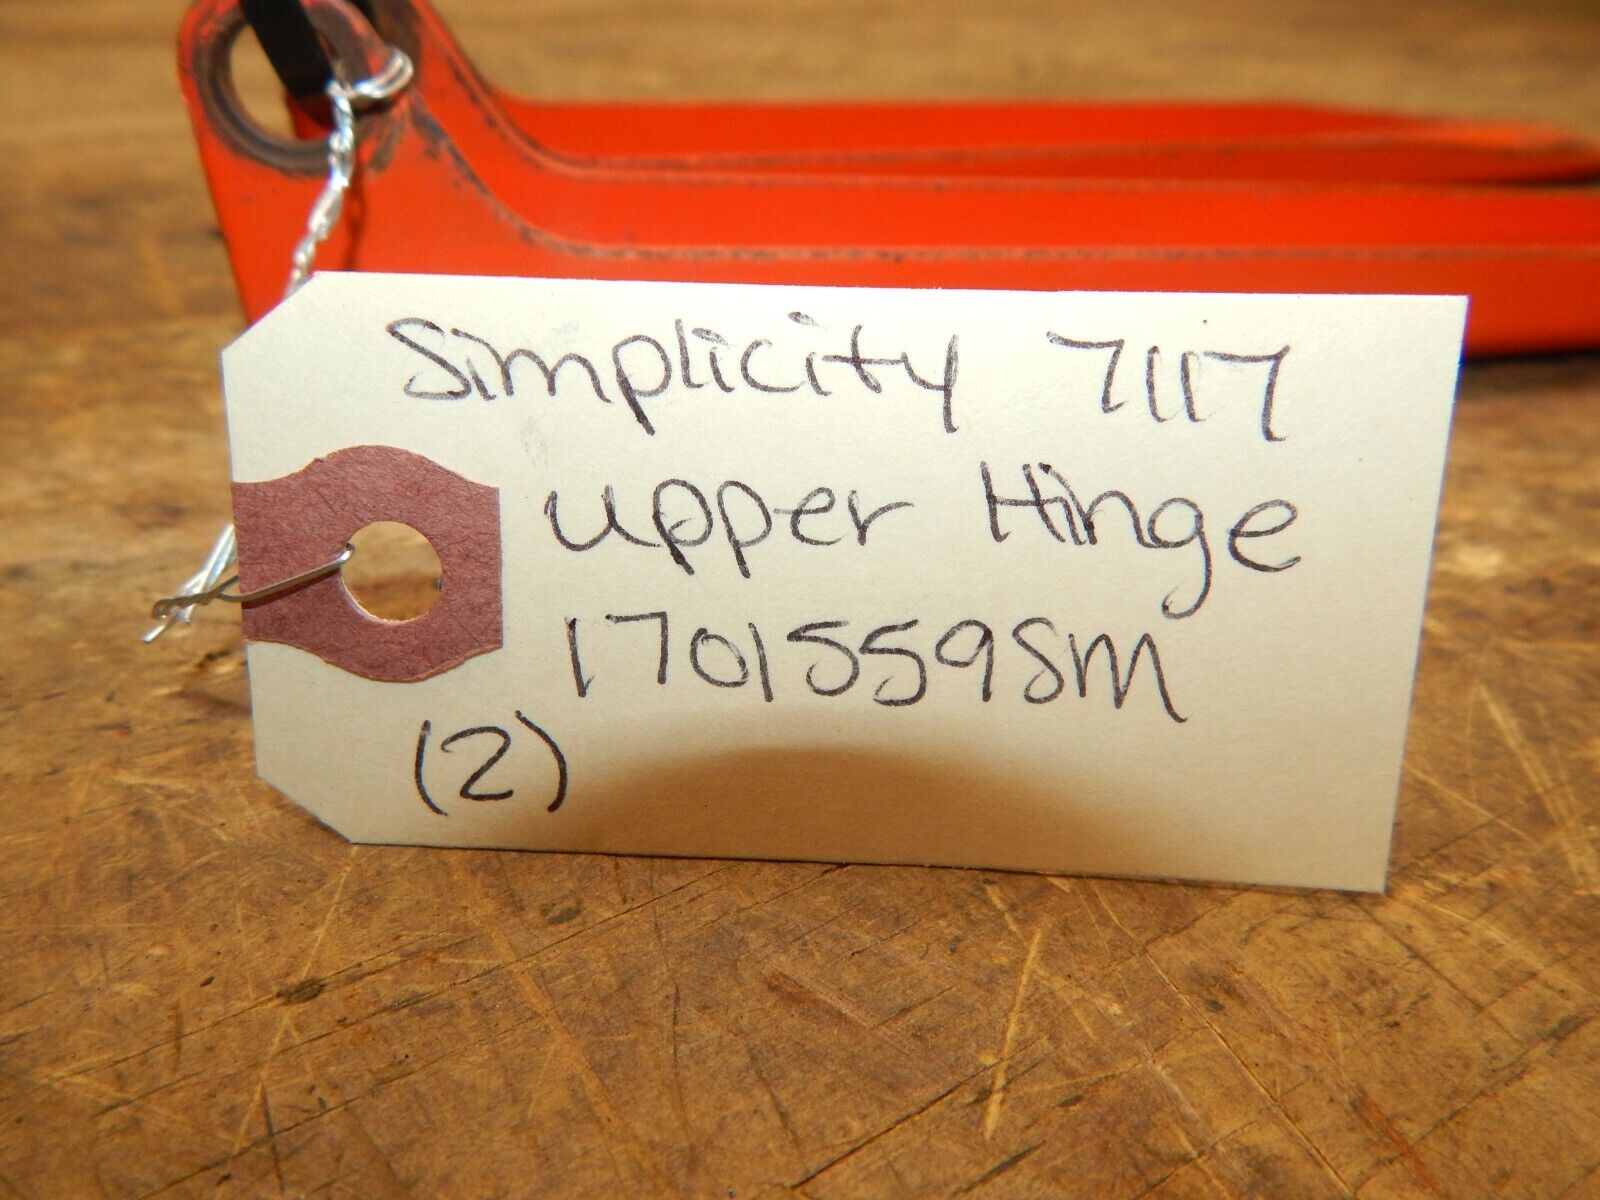 Simplicity 7117
upper Hinge
1701559SM
(2)